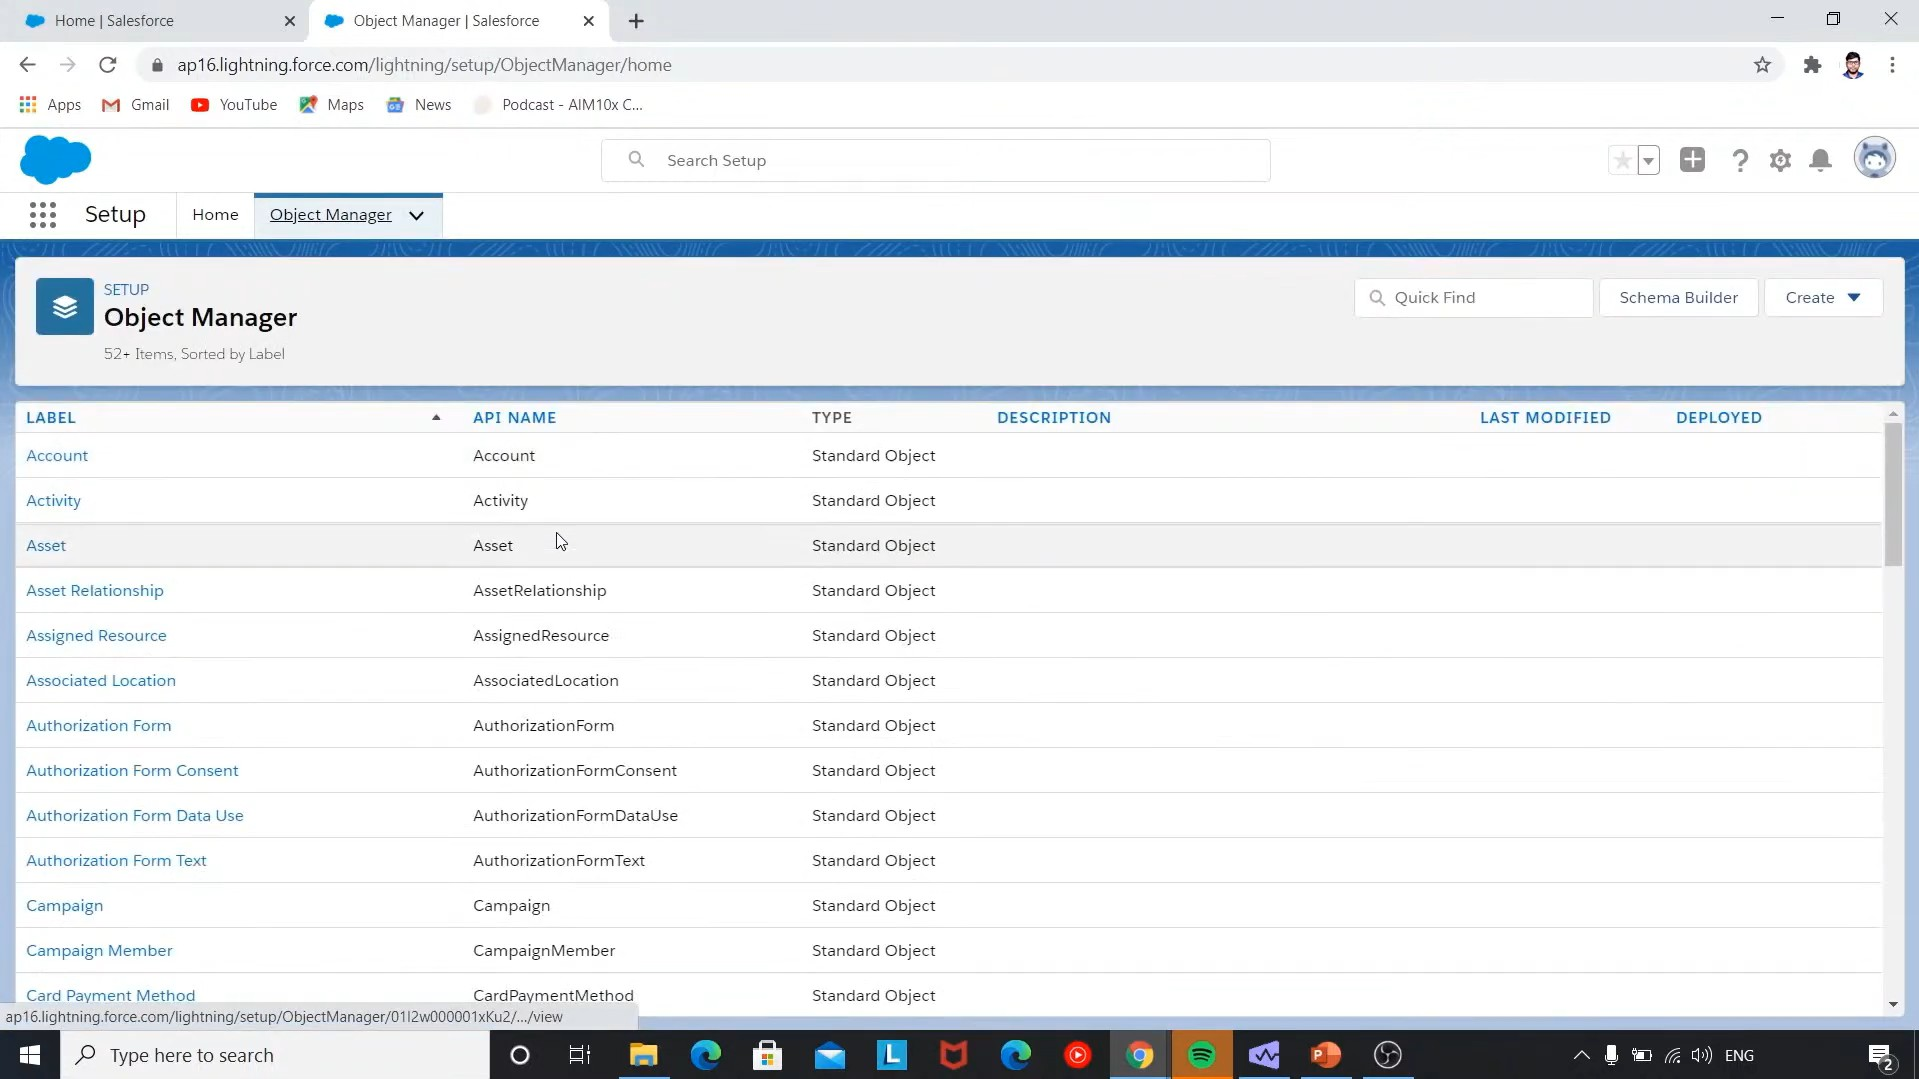 Home | Salesforce
Object Manager | Salesforce
ap16.lightning.force.com/lightning/setup/ObjectManager/home
Apps
Gmail
YouTube
Maps
News
Podcast - AIM10x C...
Search Setup
Setup
Home
Object Manager
SETUP
Object Manager
52+ Items, Sorted by Label
Quick Find
Schema Builder
Create
LABEL API NAME TYPE DESCRIPTION LAST MODIFIED DEPLOYED
Account Account Standard Object
Activity Activity Standard Object
Asset Asset Standard Object
Asset Relationship AssetRelationship Standard Object
Assigned Resource AssignedResource Standard Object
Associated Location AssociatedLocation Standard Object
Authorization Form AuthorizationForm Standard Object
Authorization Form Consent AuthorizationFormConsent Standard Object
Authorization Form Data Use AuthorizationFormDataUse Standard Object
Authorization Form Text AuthorizationFormText Standard Object
Campaign Campaign Standard Object
Campaign Member CampaignMember Standard Object
Card Payment Method CardPaymentMethod Standard Object
ap16.lightning.force.com/lightning/setup/ObjectManager/01I2w000001xKu2/.../view
Type here to search
ENG
2